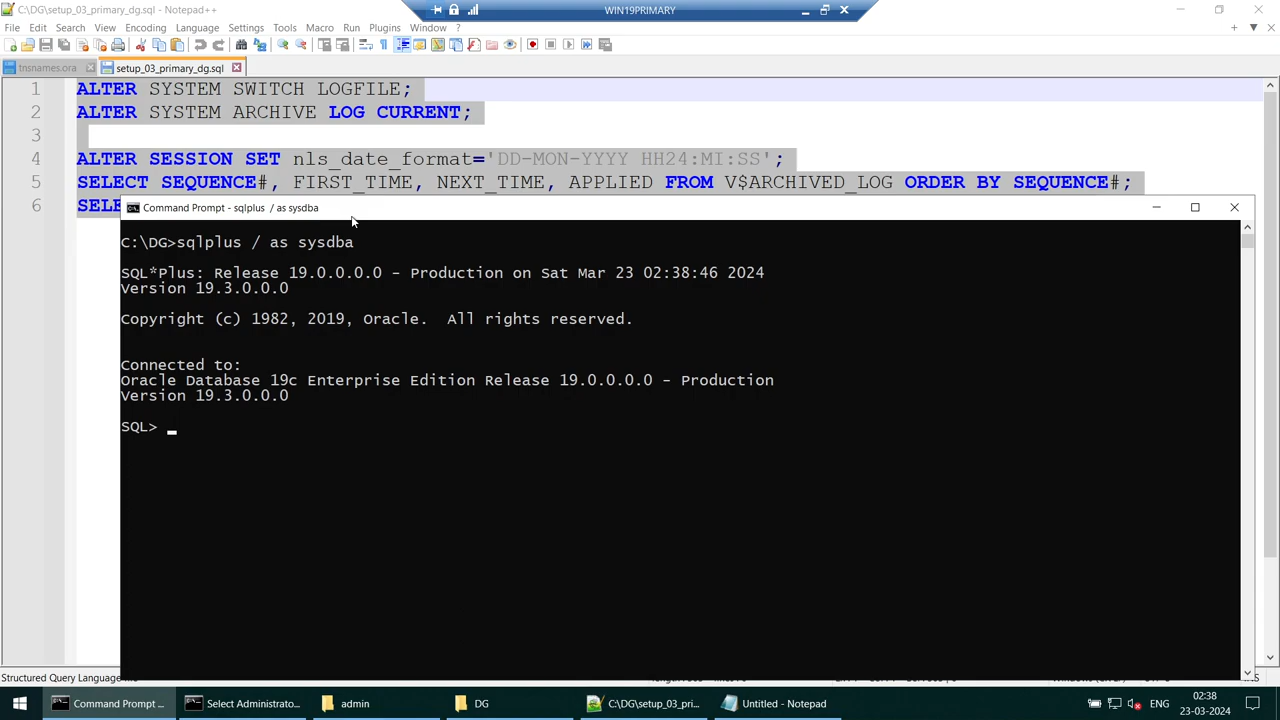 C:\DG\setup_03_primary_dg.sql - Notepad++
WIN19PRIMARY
File Edit Search View Encoding Language Settings Tools Macro Run Plugins Window ?
tnsnames.ora setup_03_primary_dg.sql
1 ALTER SYSTEM SWITCH LOGFILE;
2 ALTER SYSTEM ARCHIVE LOG CURRENT;
3
4 ALTER SESSION SET nls_date_format='DD-MON-YYYY HH24:MI:SS';
5 SELECT SEQUENCE#, FIRST_TIME, NEXT_TIME, APPLIED FROM V$ARCHIVED_LOG ORDER BY SEQUENCE#;
6
Command Prompt - sqlplus / as sysdba
C:\DG>sqlplus / as sysdba
SQL*Plus: Release 19.0.0.0.0 - Production on Sat Mar 23 02:38:46 2024
Version 19.3.0.0.0
Copyright (c) 1982, 2019, Oracle. All rights reserved.
Connected to:
Oracle Database 19c Enterprise Edition Release 19.0.0.0.0 - Production
Version 19.3.0.0.0
SQL>
Structured Query Language
Command Prompt ... Select Administrato... admin DG C:\DG\setup_03_pri... Untitled - Notepad
ENG
02:38
23-03-2024